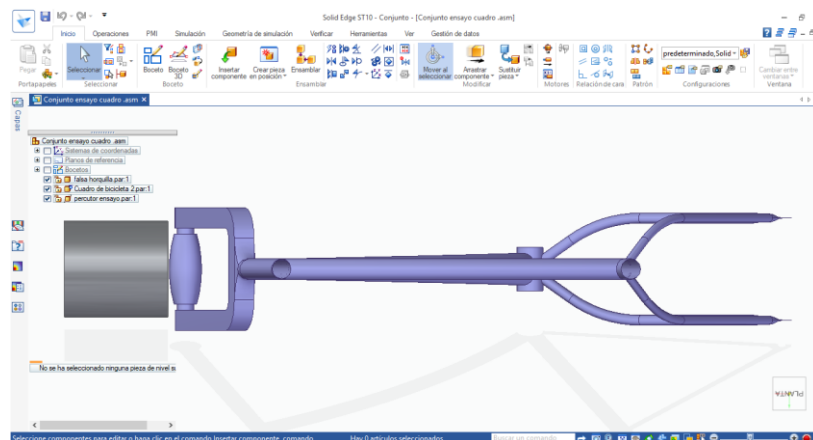 Solid Edge ST10 - Conjunto - [Conjunto ensayo cuadro .asm]
Inicio Operaciones PMI Simulación Geometría de simulación Verificar Herramientas Ver Gestión de datos
Pegar Seleccionar Boceto Boceto 3D Insertar componente Crear pieza en posición Ensamblar Mover al seleccionar Arrastrar componente Sustituir pieza predeterminado,Solid Cambiar entre ventanas
Portapapeles Seleccionar Boceto Ensamblar Modificar Motores Relación de cara Patrón Configuraciones Ventana
Conjunto ensayo cuadro .asm
Capas
Conjunto ensayo cuadro .asm
Sistemas de coordenadas
Planos de referencia
Bocetos
falsa horquilla.par:1
Cuadro de bicicleta 2.par:1
percutor ensayo.par:1
No se ha seleccionado ninguna pieza de nivel s
PLANTA
Seleccione componentes para editar o haga clic en el comando Insertar componente. comando
Hay 0 artículos seleccionados
Buscar un comando